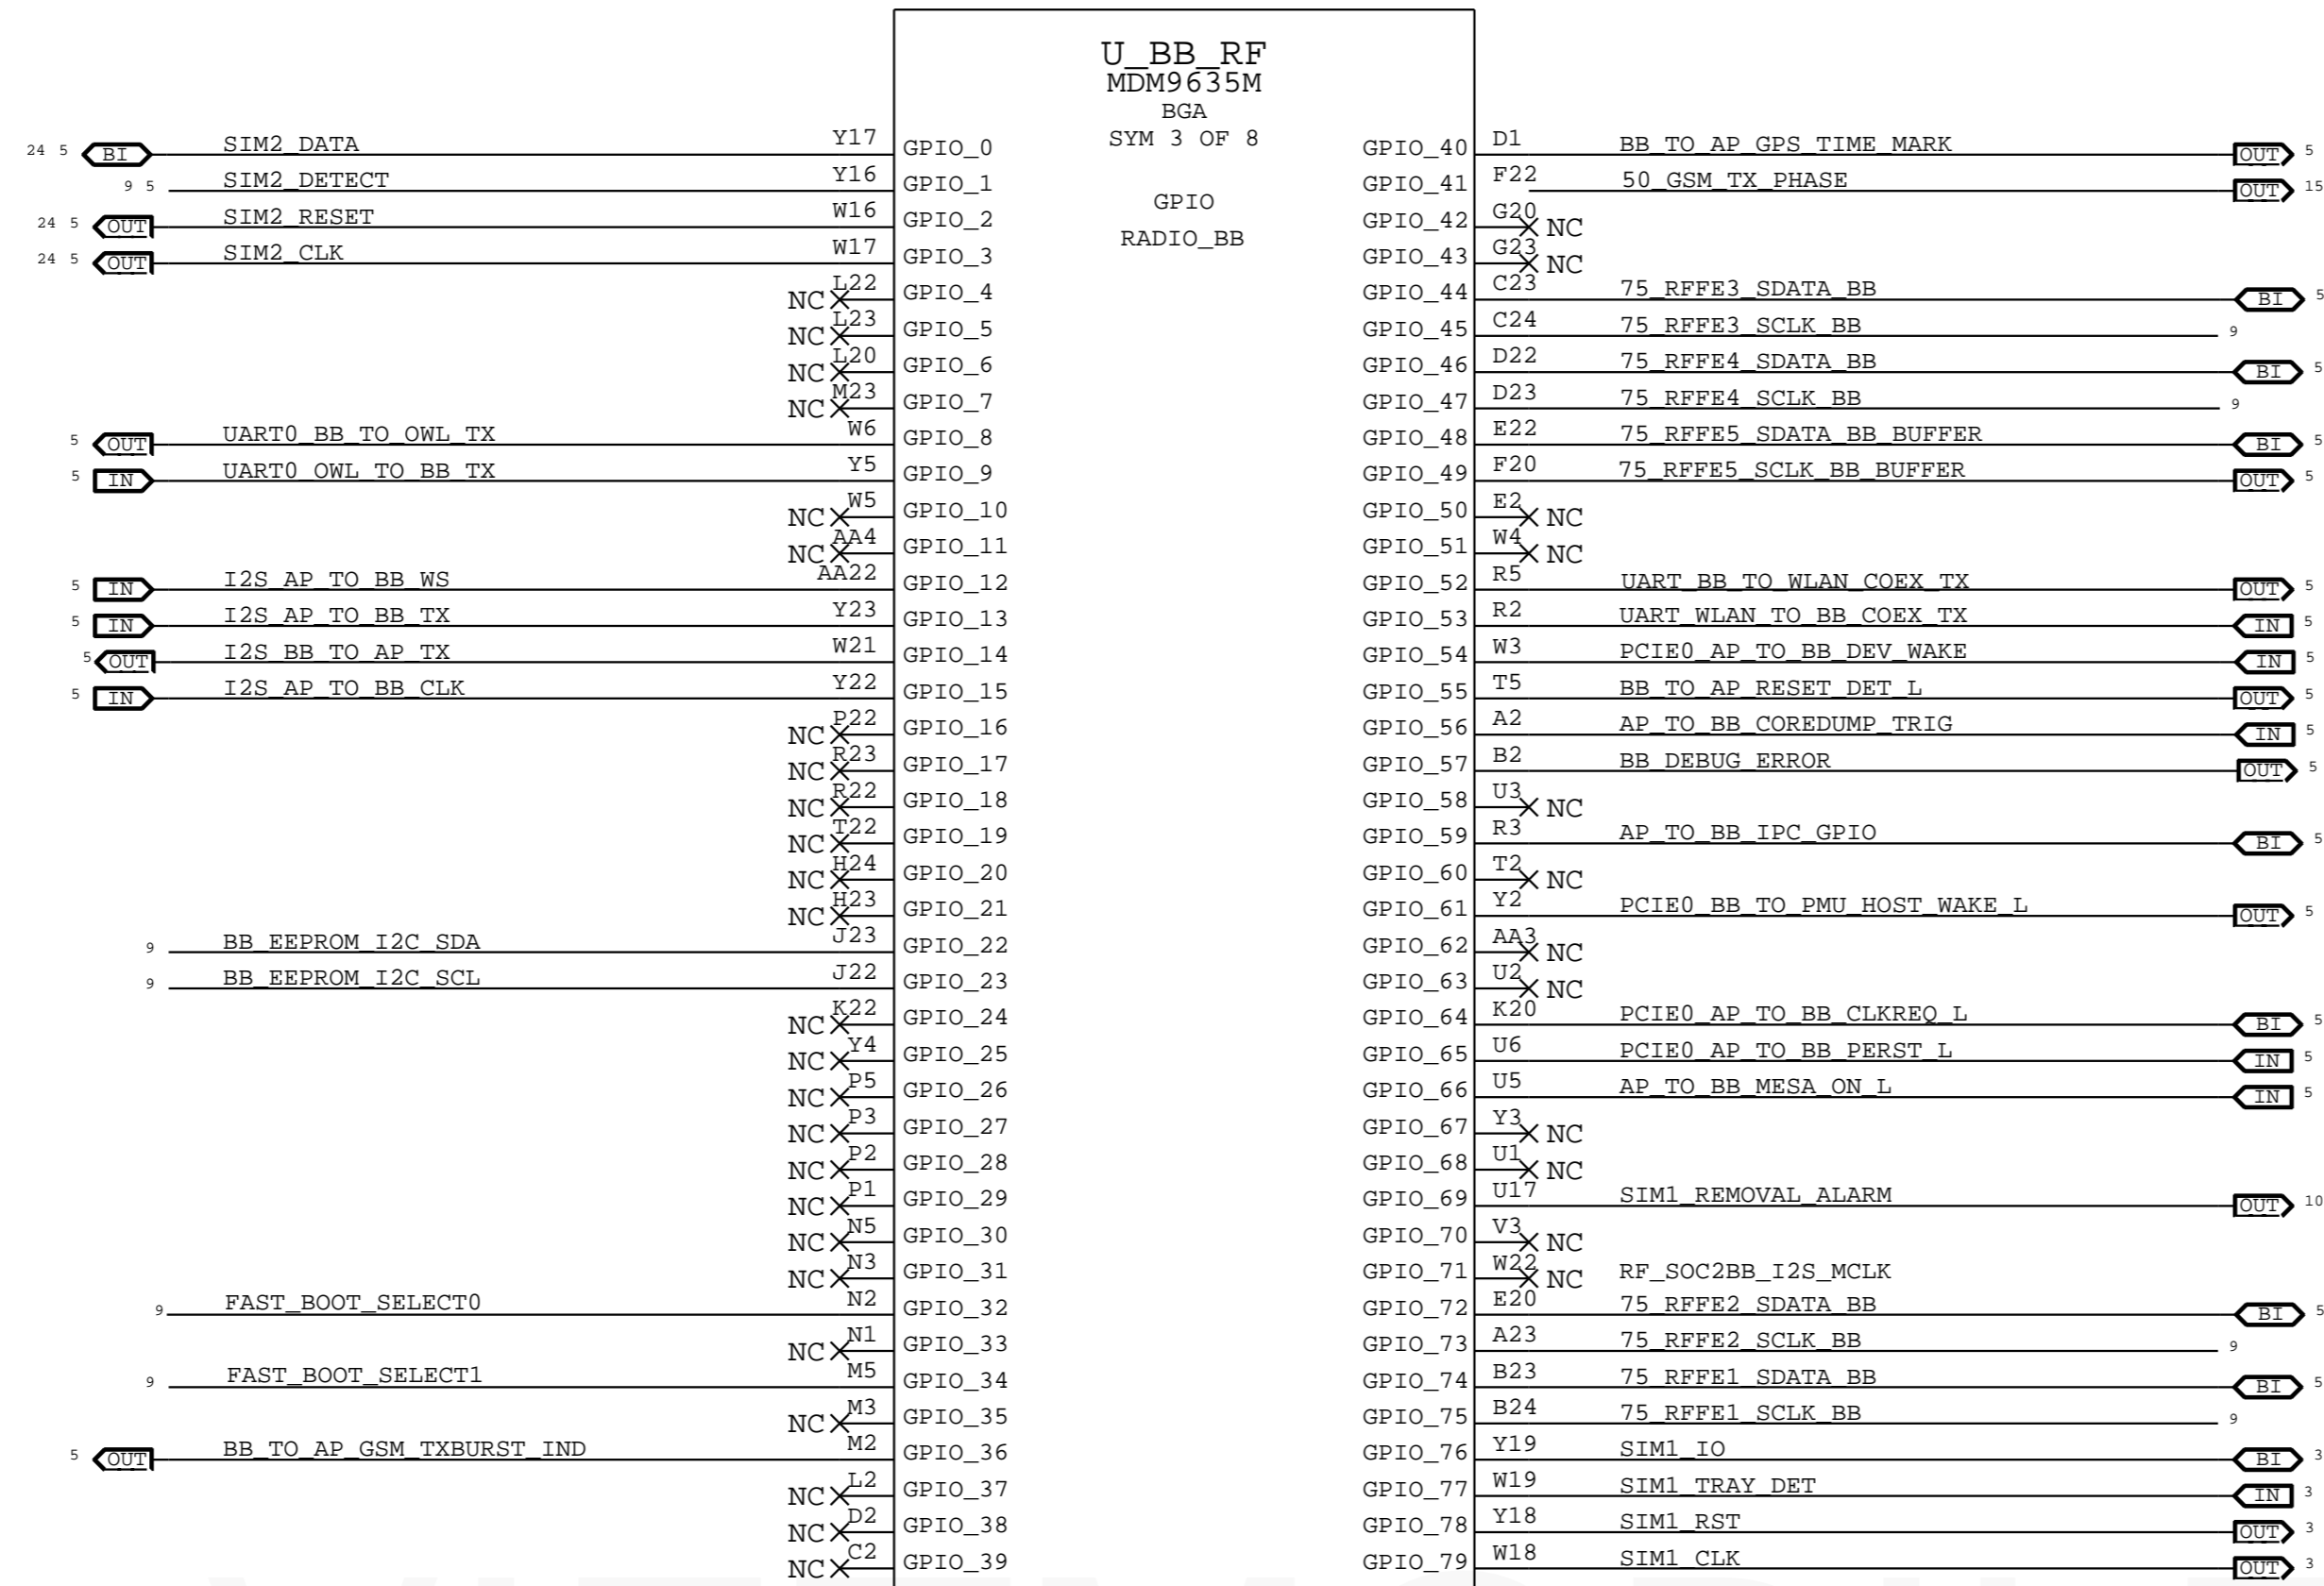 U_BB_RF
MDM9635M
BGA
SYM 3 OF 8
GPIO
RADIO_BB
24 5 BI SIM2_DATA Y17 GPIO_0 GPIO_40 D1 BB_TO_AP_GPS_TIME_MARK OUT 5
9 5 SIM2_DETECT Y16 GPIO_1 GPIO_41 F22 50_GSM_TX_PHASE OUT 15
24 5 OUT SIM2_RESET W16 GPIO_2 GPIO_42 G20 NC
24 5 OUT SIM2_CLK W17 GPIO_3 GPIO_43 G23 NC
NC L22 GPIO_4 GPIO_44 C23 75_RFFE3_SDATA_BB BI 5
NC L23 GPIO_5 GPIO_45 C24 75_RFFE3_SCLK_BB 9
NC L20 GPIO_6 GPIO_46 D22 75_RFFE4_SDATA_BB BI 5
NC M23 GPIO_7 GPIO_47 D23 75_RFFE4_SCLK_BB 9
5 OUT UART0_BB_TO_OWL_TX W6 GPIO_8 GPIO_48 E22 75_RFFE5_SDATA_BB_BUFFER BI 5
5 IN UART0_OWL_TO_BB_TX Y5 GPIO_9 GPIO_49 F20 75_RFFE5_SCLK_BB_BUFFER OUT 5
NC W5 GPIO_10 GPIO_50 E2 NC
NC AA4 GPIO_11 GPIO_51 W4 NC
5 IN I2S_AP_TO_BB_WS AA22 GPIO_12 GPIO_52 R5 UART_BB_TO_WLAN_COEX_TX OUT 5
5 IN I2S_AP_TO_BB_TX Y23 GPIO_13 GPIO_53 R2 UART_WLAN_TO_BB_COEX_TX IN 5
5 OUT I2S_BB_TO_AP_TX W21 GPIO_14 GPIO_54 W3 PCIE0_AP_TO_BB_DEV_WAKE IN 5
5 IN I2S_AP_TO_BB_CLK Y22 GPIO_15 GPIO_55 T5 BB_TO_AP_RESET_DET_L OUT 5
NC P22 GPIO_16 GPIO_56 A2 AP_TO_BB_COREDUMP_TRIG IN 5
NC R23 GPIO_17 GPIO_57 B2 BB_DEBUG_ERROR OUT 5
NC R22 GPIO_18 GPIO_58 U3 NC
NC T22 GPIO_19 GPIO_59 R3 AP_TO_BB_IPC_GPIO BI 5
NC H24 GPIO_20 GPIO_60 T2 NC
NC H23 GPIO_21 GPIO_61 Y2 PCIE0_BB_TO_PMU_HOST_WAKE_L OUT 5
9 BB_EEPROM_I2C_SDA J23 GPIO_22 GPIO_62 AA3 NC
9 BB_EEPROM_I2C_SCL J22 GPIO_23 GPIO_63 U2 NC
NC K22 GPIO_24 GPIO_64 K20 PCIE0_AP_TO_BB_CLKREQ_L BI 5
NC Y4 GPIO_25 GPIO_65 U6 PCIE0_AP_TO_BB_PERST_L IN 5
NC P5 GPIO_26 GPIO_66 U5 AP_TO_BB_MESA_ON_L IN 5
NC P3 GPIO_27 GPIO_67 Y3 NC
NC P2 GPIO_28 GPIO_68 U1 NC
NC P1 GPIO_29 GPIO_69 U17 SIM1_REMOVAL_ALARM OUT 10
NC N5 GPIO_30 GPIO_70 V3 NC
NC N3 GPIO_31 GPIO_71 W22 NC RF_SOC2BB_I2S_MCLK
9 FAST_BOOT_SELECT0 N2 GPIO_32 GPIO_72 E20 75_RFFE2_SDATA_BB BI 5
NC N1 GPIO_33 GPIO_73 A23 75_RFFE2_SCLK_BB 9
9 FAST_BOOT_SELECT1 M5 GPIO_34 GPIO_74 B23 75_RFFE1_SDATA_BB BI 5
NC M3 GPIO_35 GPIO_75 B24 75_RFFE1_SCLK_BB 9
5 OUT BB_TO_AP_GSM_TXBURST_IND M2 GPIO_36 GPIO_76 Y19 SIM1_IO BI 3
NC L2 GPIO_37 GPIO_77 W19 SIM1_TRAY_DET IN 3
NC D2 GPIO_38 GPIO_78 Y18 SIM1_RST OUT 3
NC C2 GPIO_39 GPIO_79 W18 SIM1_CLK OUT 3